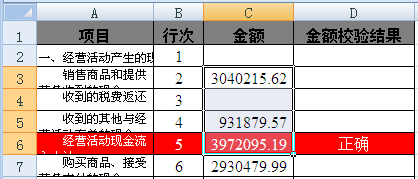 A B C D
1 项目 行次 金额 金额校验结果
2 一、经营活动产生的现 1
3 销售商品和提供 2 3040215.62
4 收到的税费返还 3
5 收到的其他与经 4 931879.57
6 经营活动现金流 5 3972095.19 正确
7 购买商品、接受 6 2930479.99